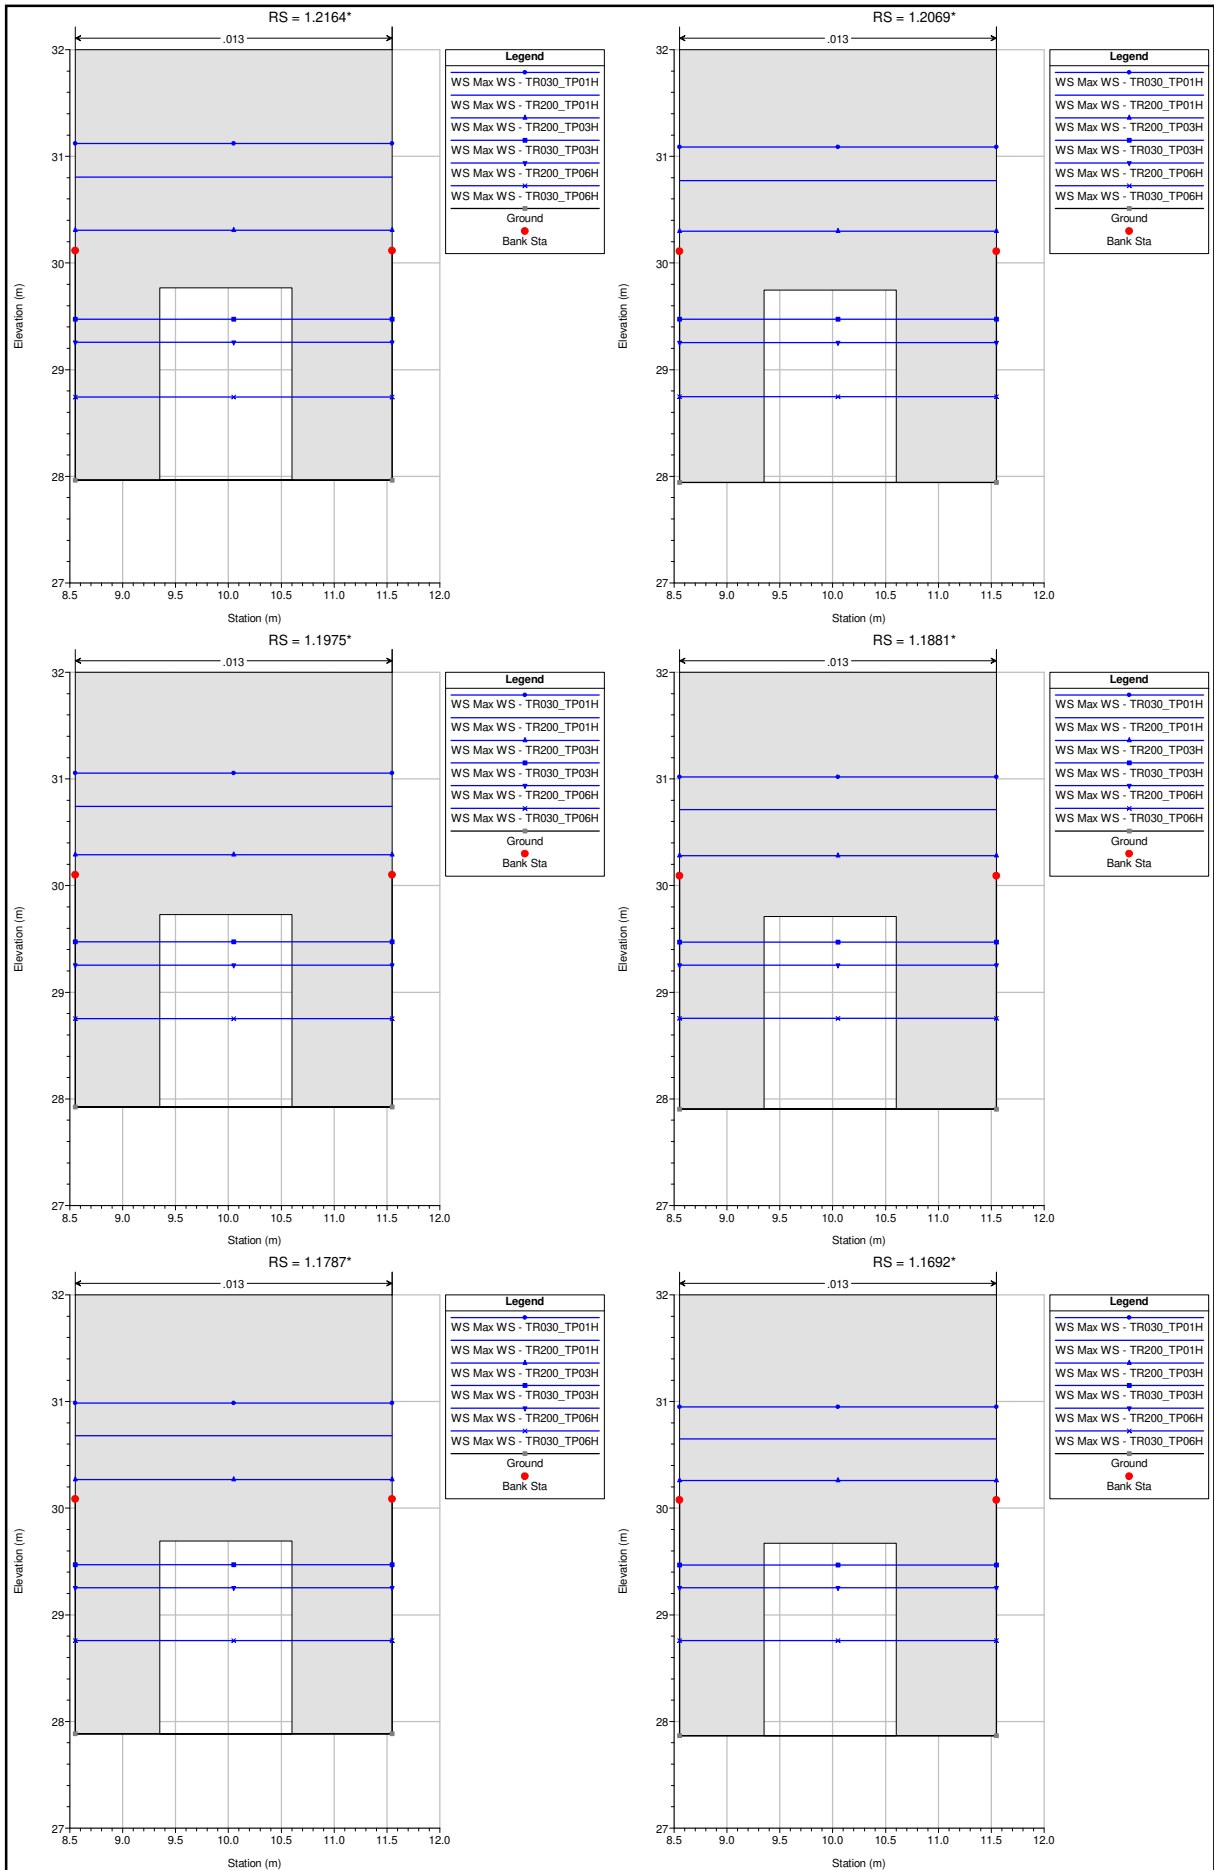 RS = 1.2164*
.013
32
31
30
29
28
27
Elevation (m)
8.5 9.0 9.5 10.0 10.5 11.0 11.5 12.0
Station (m)
Legend
WS Max WS - TR030_TP01H
WS Max WS - TR200_TP01H
WS Max WS - TR200_TP03H
WS Max WS - TR030_TP03H
WS Max WS - TR200_TP06H
WS Max WS - TR030_TP06H
Ground
Bank Sta
RS = 1.2069*
.013
32
31
30
29
28
27
Elevation (m)
8.5 9.0 9.5 10.0 10.5 11.0 11.5 12.0
Station (m)
Legend
WS Max WS - TR030_TP01H
WS Max WS - TR200_TP01H
WS Max WS - TR200_TP03H
WS Max WS - TR030_TP03H
WS Max WS - TR200_TP06H
WS Max WS - TR030_TP06H
Ground
Bank Sta
RS = 1.1975*
.013
32
31
30
29
28
27
Elevation (m)
8.5 9.0 9.5 10.0 10.5 11.0 11.5 12.0
Station (m)
Legend
WS Max WS - TR030_TP01H
WS Max WS - TR200_TP01H
WS Max WS - TR200_TP03H
WS Max WS - TR030_TP03H
WS Max WS - TR200_TP06H
WS Max WS - TR030_TP06H
Ground
Bank Sta
RS = 1.1881*
.013
32
31
30
29
28
27
Elevation (m)
8.5 9.0 9.5 10.0 10.5 11.0 11.5 12.0
Station (m)
Legend
WS Max WS - TR030_TP01H
WS Max WS - TR200_TP01H
WS Max WS - TR200_TP03H
WS Max WS - TR030_TP03H
WS Max WS - TR200_TP06H
WS Max WS - TR030_TP06H
Ground
Bank Sta
RS = 1.1787*
.013
32
31
30
29
28
27
Elevation (m)
8.5 9.0 9.5 10.0 10.5 11.0 11.5 12.0
Station (m)
Legend
WS Max WS - TR030_TP01H
WS Max WS - TR200_TP01H
WS Max WS - TR200_TP03H
WS Max WS - TR030_TP03H
WS Max WS - TR200_TP06H
WS Max WS - TR030_TP06H
Ground
Bank Sta
RS = 1.1692*
.013
32
31
30
29
28
27
Elevation (m)
8.5 9.0 9.5 10.0 10.5 11.0 11.5 12.0
Station (m)
Legend
WS Max WS - TR030_TP01H
WS Max WS - TR200_TP01H
WS Max WS - TR200_TP03H
WS Max WS - TR030_TP03H
WS Max WS - TR200_TP06H
WS Max WS - TR030_TP06H
Ground
Bank Sta